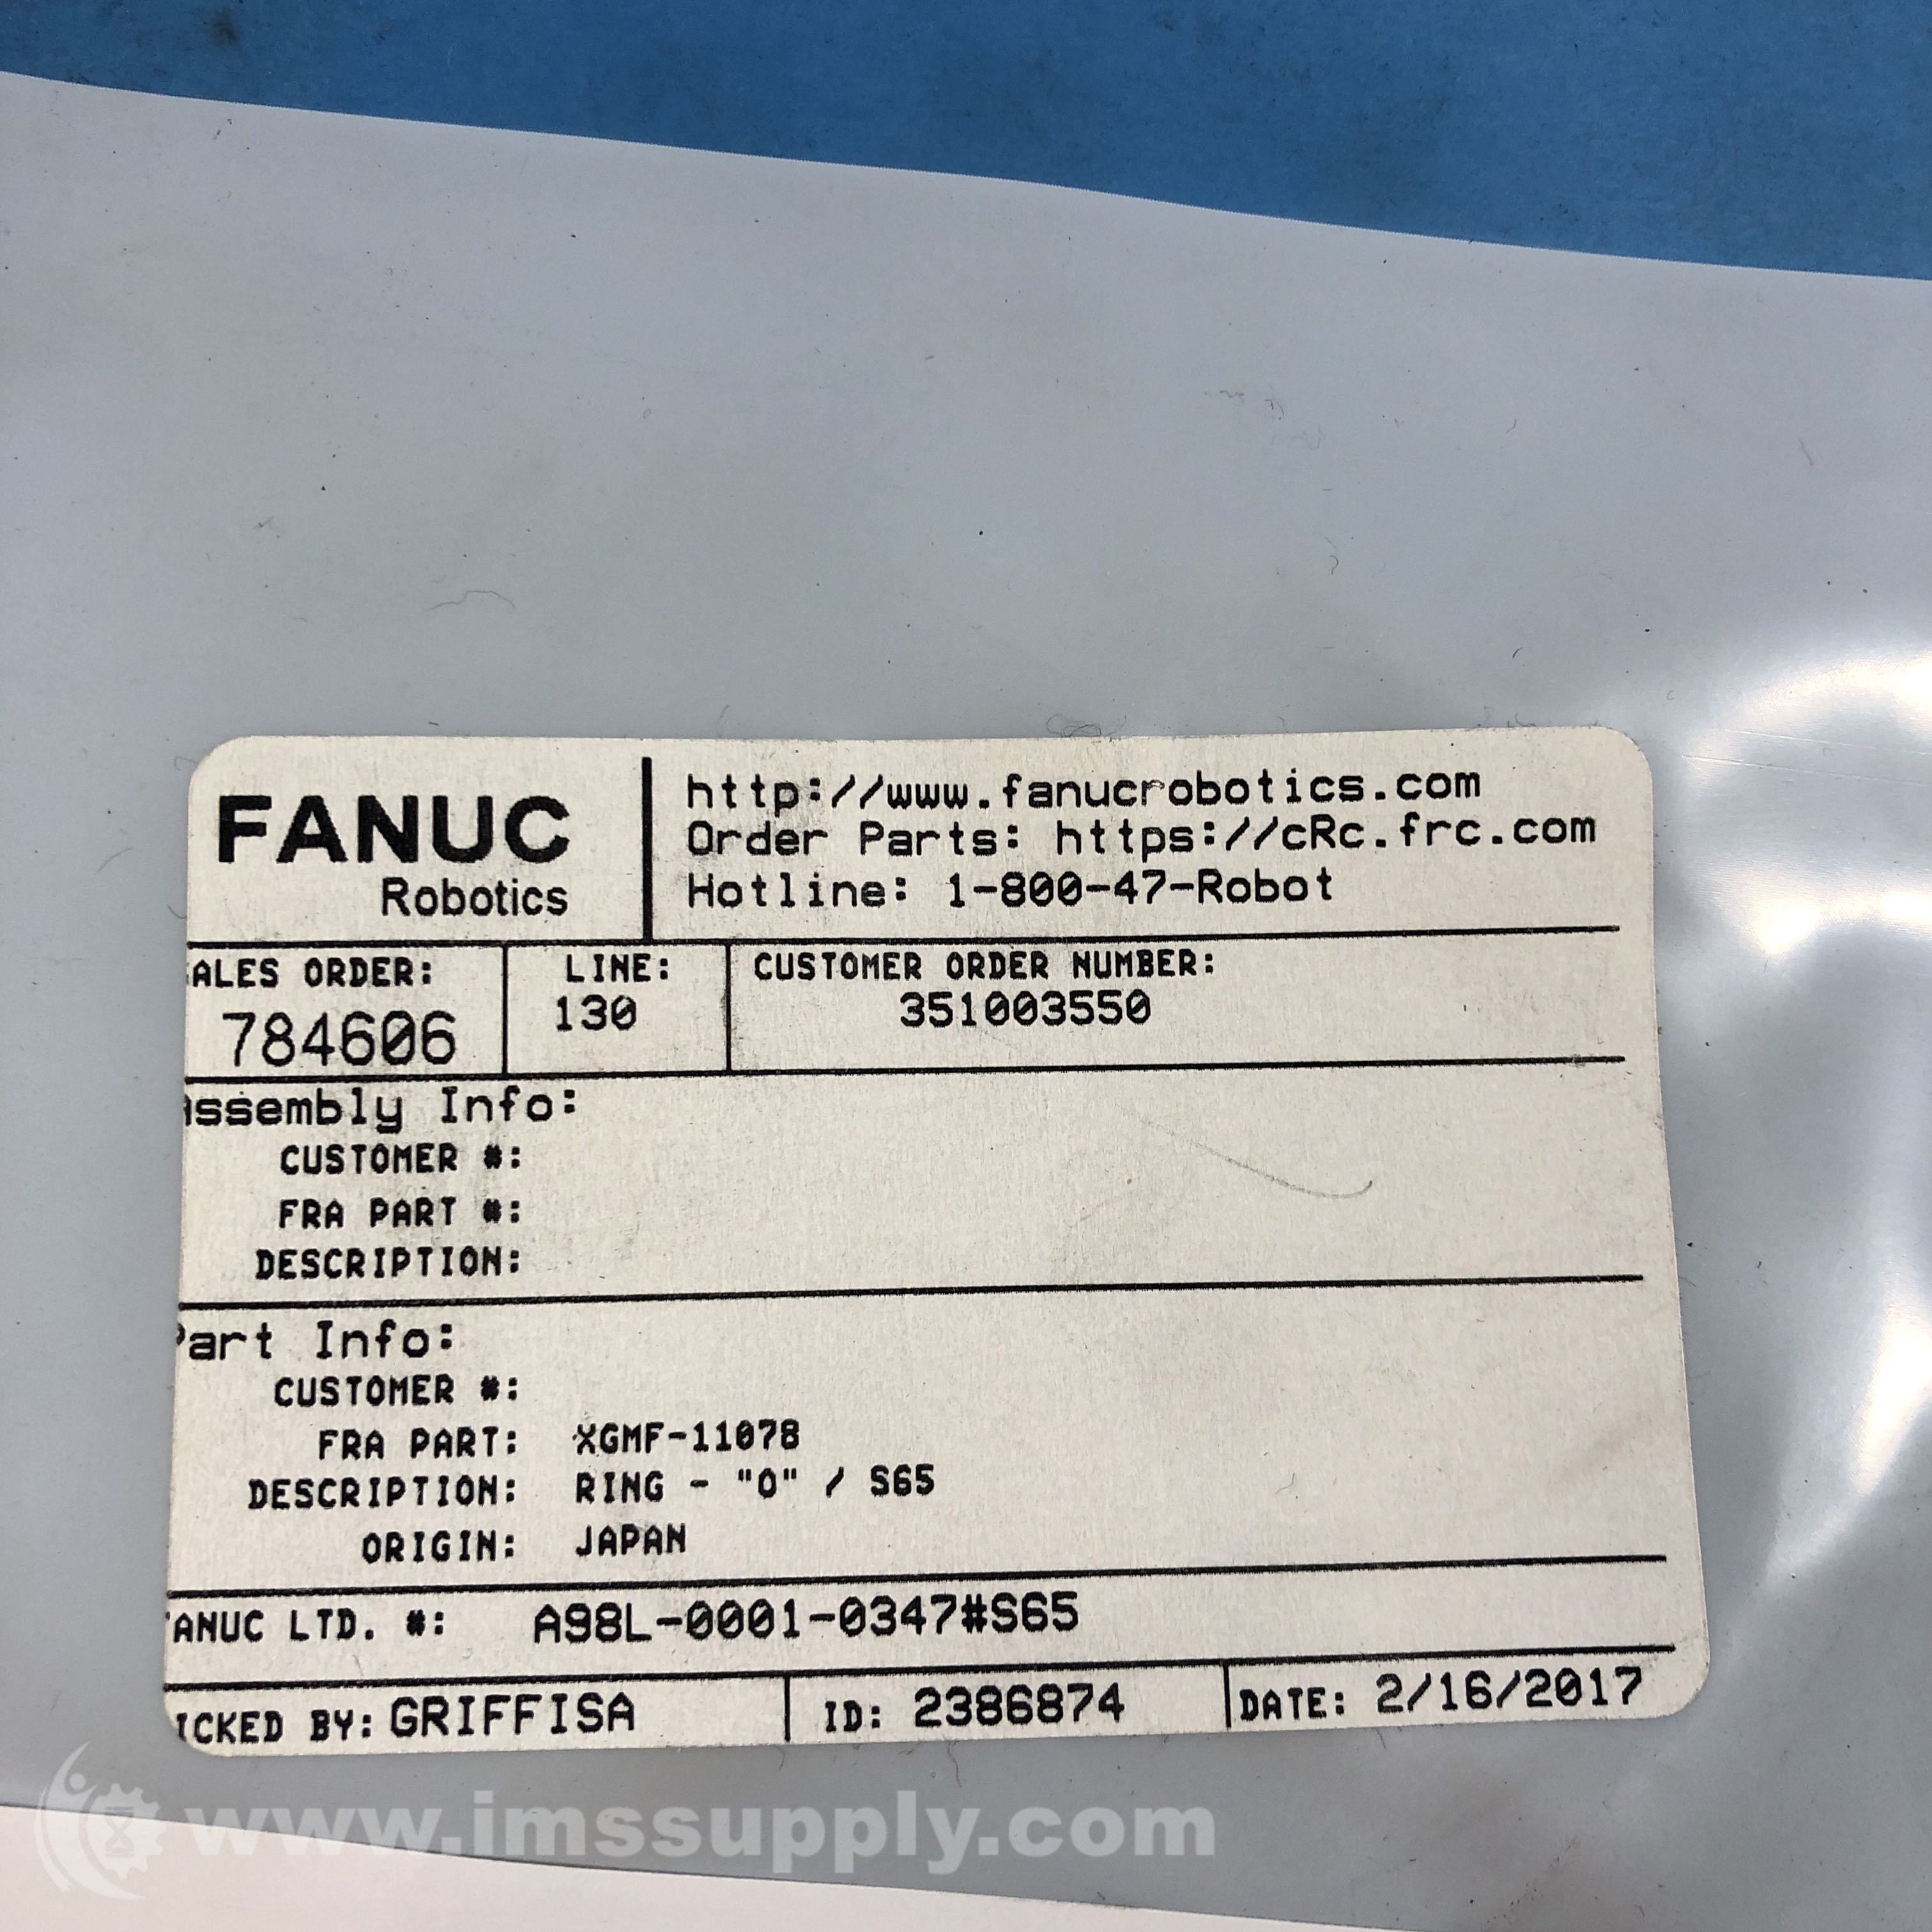 FANUC
Robotics
http://www.fanucrobotics.com
Order Parts: https://cRc.frc.com
Hotline: 1-800-47-Robot
ALES ORDER:
784606
LINE:
130
CUSTOMER ORDER NUMBER:
351003550
ssembly Info:
CUSTOMER #:
FRA PART #:
DESCRIPTION:
Part Info:
CUSTOMER #:
FRA PART: XGMF-11078
DESCRIPTION: RING - "O" / S65
ORIGIN: JAPAN
ANUC LTD. #: A98L-0001-0347#S65
ICKED BY: GRIFFISA
ID: 2386874
DATE: 2/16/2017
www.imssupply.com